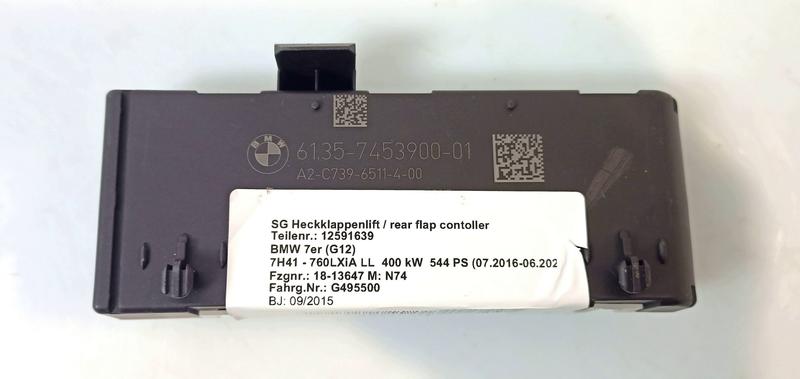 BMW
6135-7453900-01
A2-C739-6511-4-00
SG Heckklappenlift / rear flap contoller
Teilenr.: 12591639
BMW 7er (G12)
7H41 - 760LXiA LL 400 kW 544 PS (07.2016-06.202
Fzgnr.: 18-13647 M: N74
Fahrg.Nr.: G495500
BJ: 09/2015